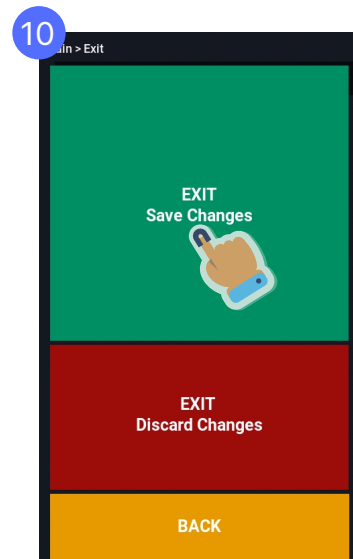 10
ain > Exit
EXIT
Save Changes
EXIT
Discard Changes
BACK